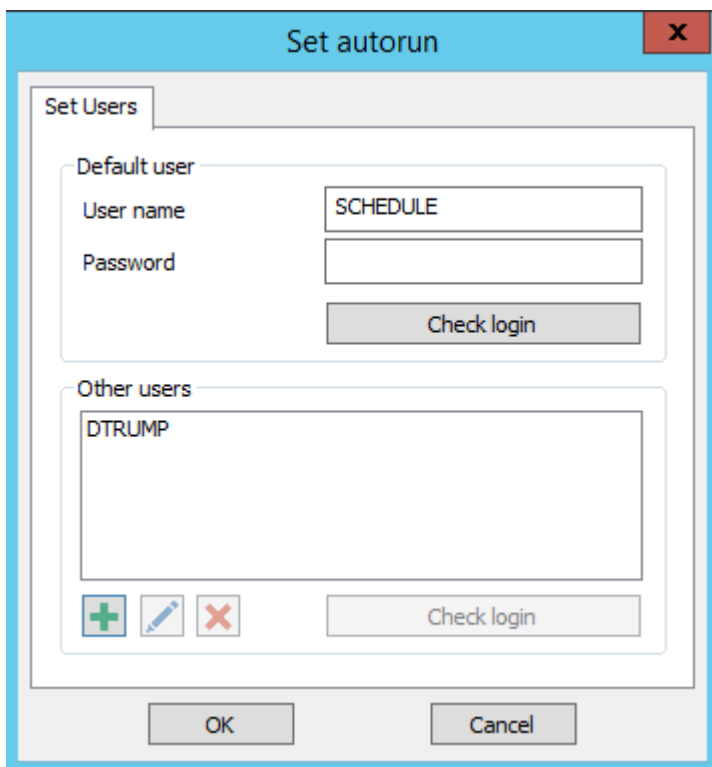 Set autorun
x
Set Users
Default user
User name
SCHEDULE
Password
Check login
Other users
DTRUMP
Check login
OK
Cancel